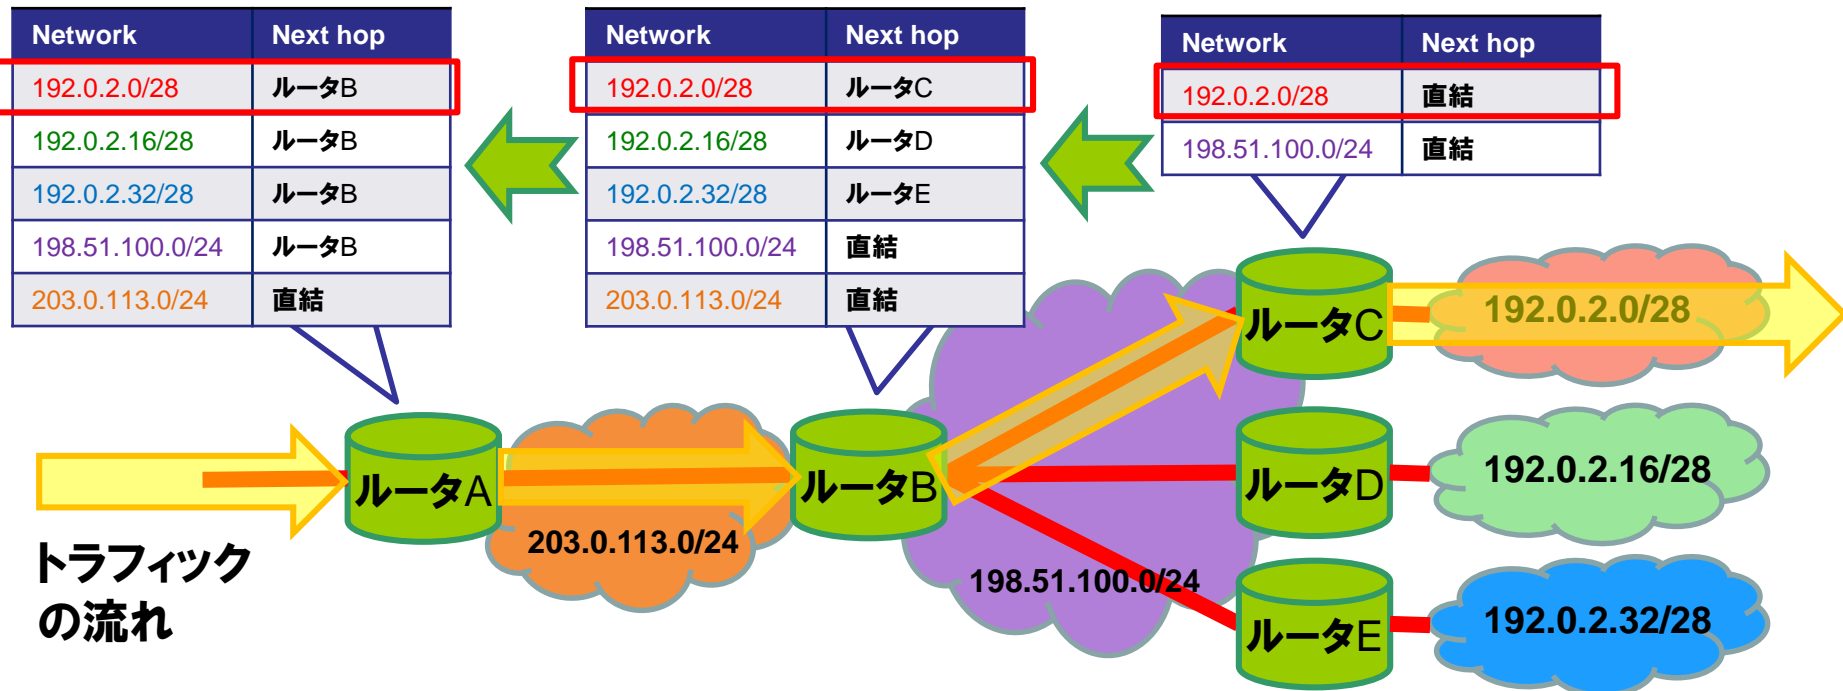 Network Next hop
192.0.2.0/28 ルータB
192.0.2.16/28 ルータB
192.0.2.32/28 ルータB
198.51.100.0/24 ルータB
203.0.113.0/24 直結
Network Next hop
192.0.2.0/28 ルータC
192.0.2.16/28 ルータD
192.0.2.32/28 ルータE
198.51.100.0/24 直結
203.0.113.0/24 直結
Network Next hop
192.0.2.0/28 直結
198.51.100.0/24 直結
ルータC
192.0.2.0/28
ルータA
ルータB
ルータD
192.0.2.16/28
203.0.113.0/24
198.51.100.0/24
ルータE
192.0.2.32/28
トラフィック
の流れ